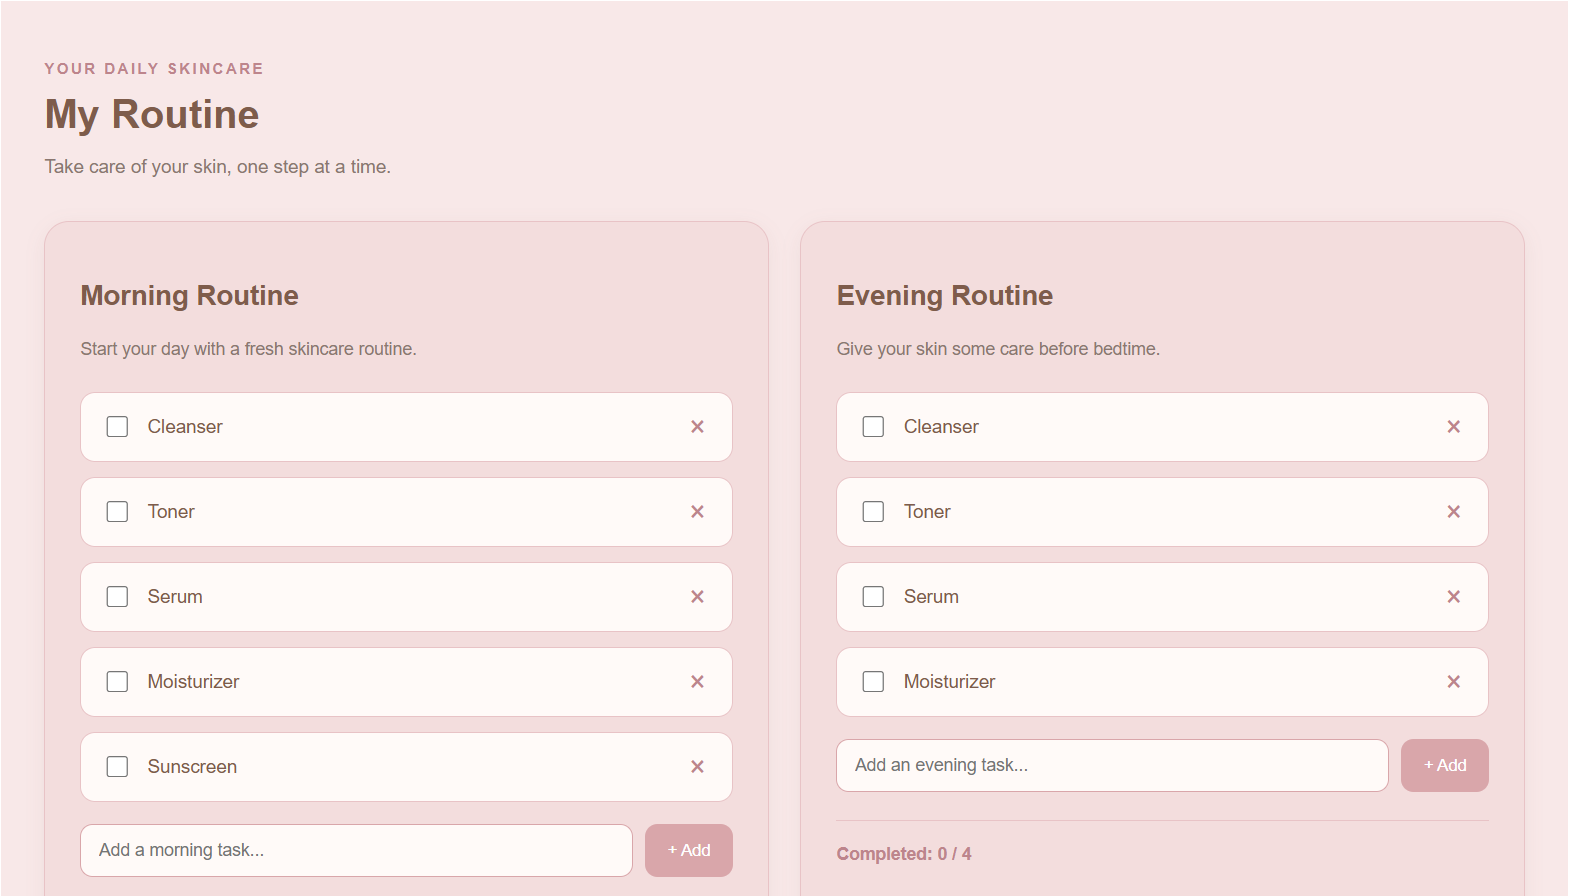 YOUR DAILY SKINCARE
My Routine
Take care of your skin, one step at a time.
Morning Routine
Start your day with a fresh skincare routine.
Cleanser ×
Toner ×
Serum ×
Moisturizer ×
Sunscreen ×
Add a morning task...
+ Add
Evening Routine
Give your skin some care before bedtime.
Cleanser ×
Toner ×
Serum ×
Moisturizer ×
Add an evening task...
+ Add
Completed: 0 / 4